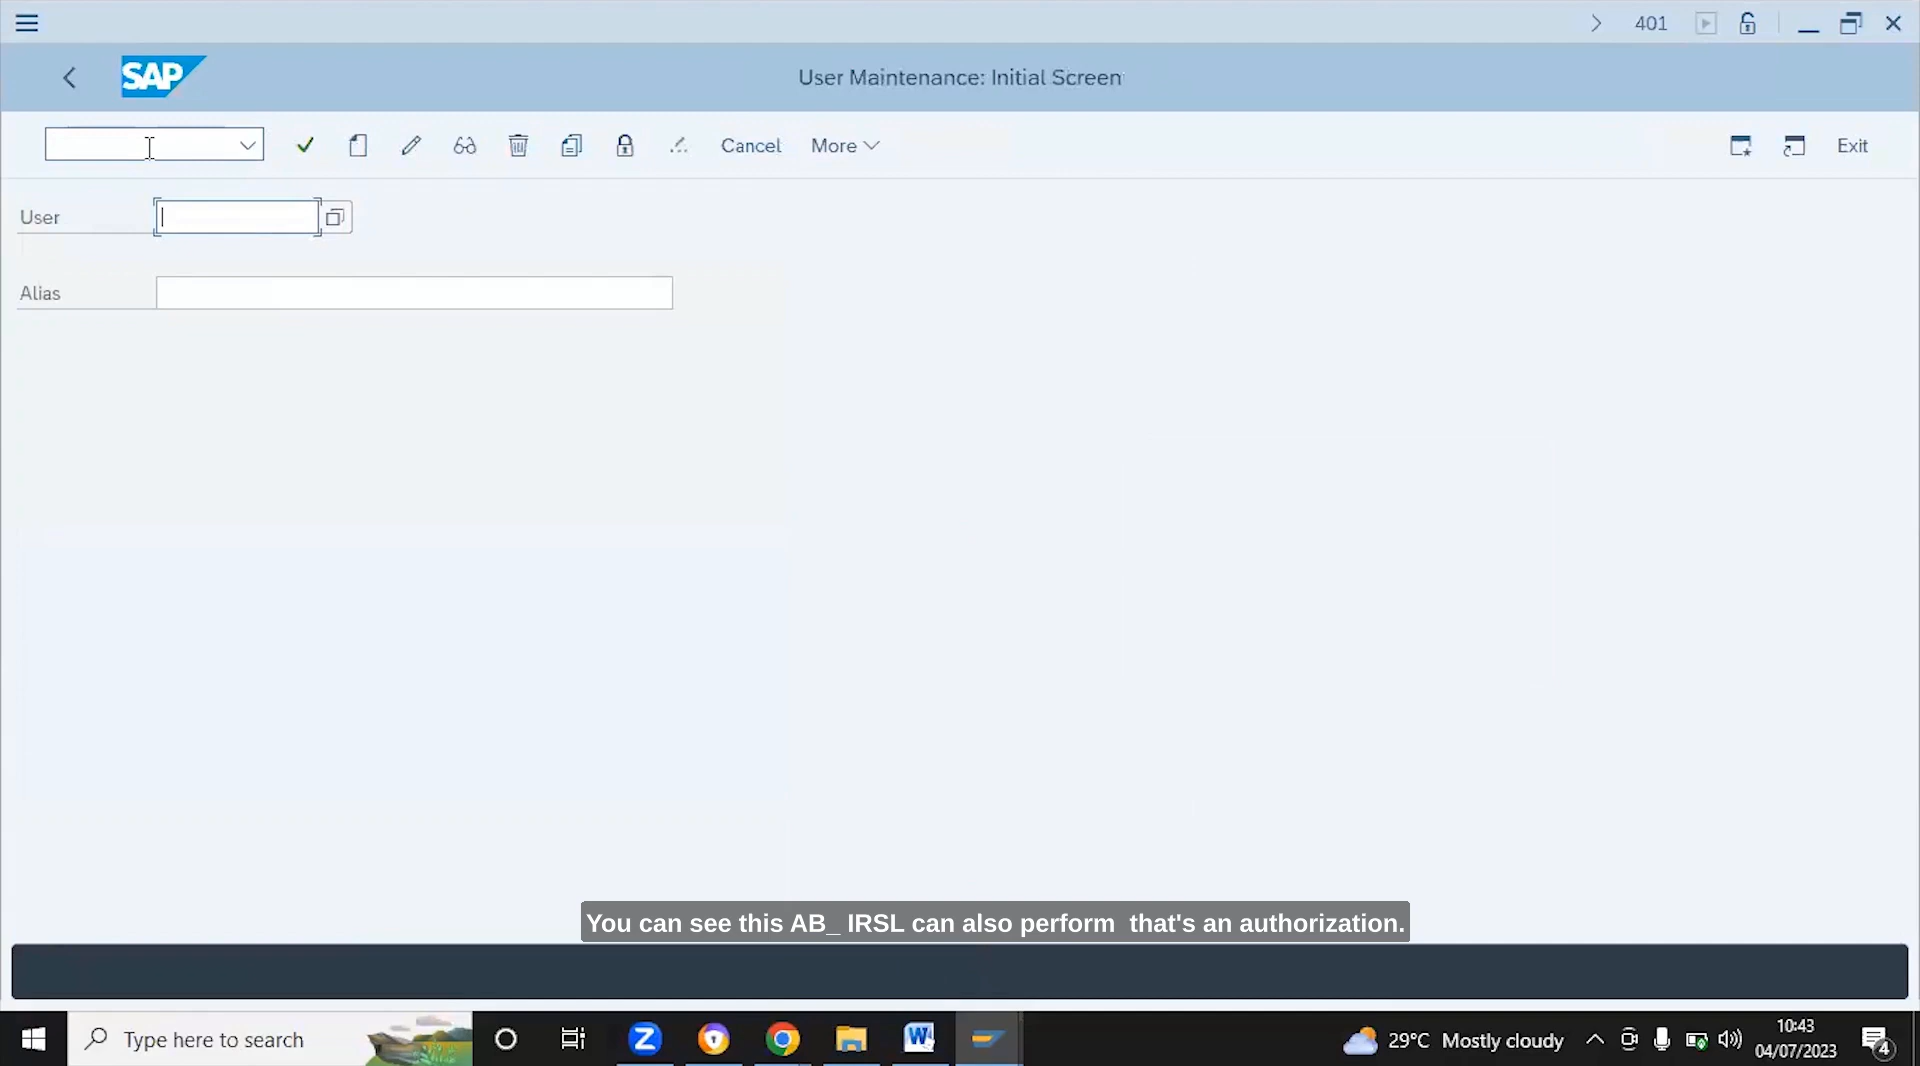 401
SAP
User Maintenance: Initial Screen
Cancel
More
Exit
User
Alias
You can see this AB_ IRSL can also perform  that's an authorization.
Type here to search
Z
W
29°C Mostly cloudy
10:43
04/07/2023
4